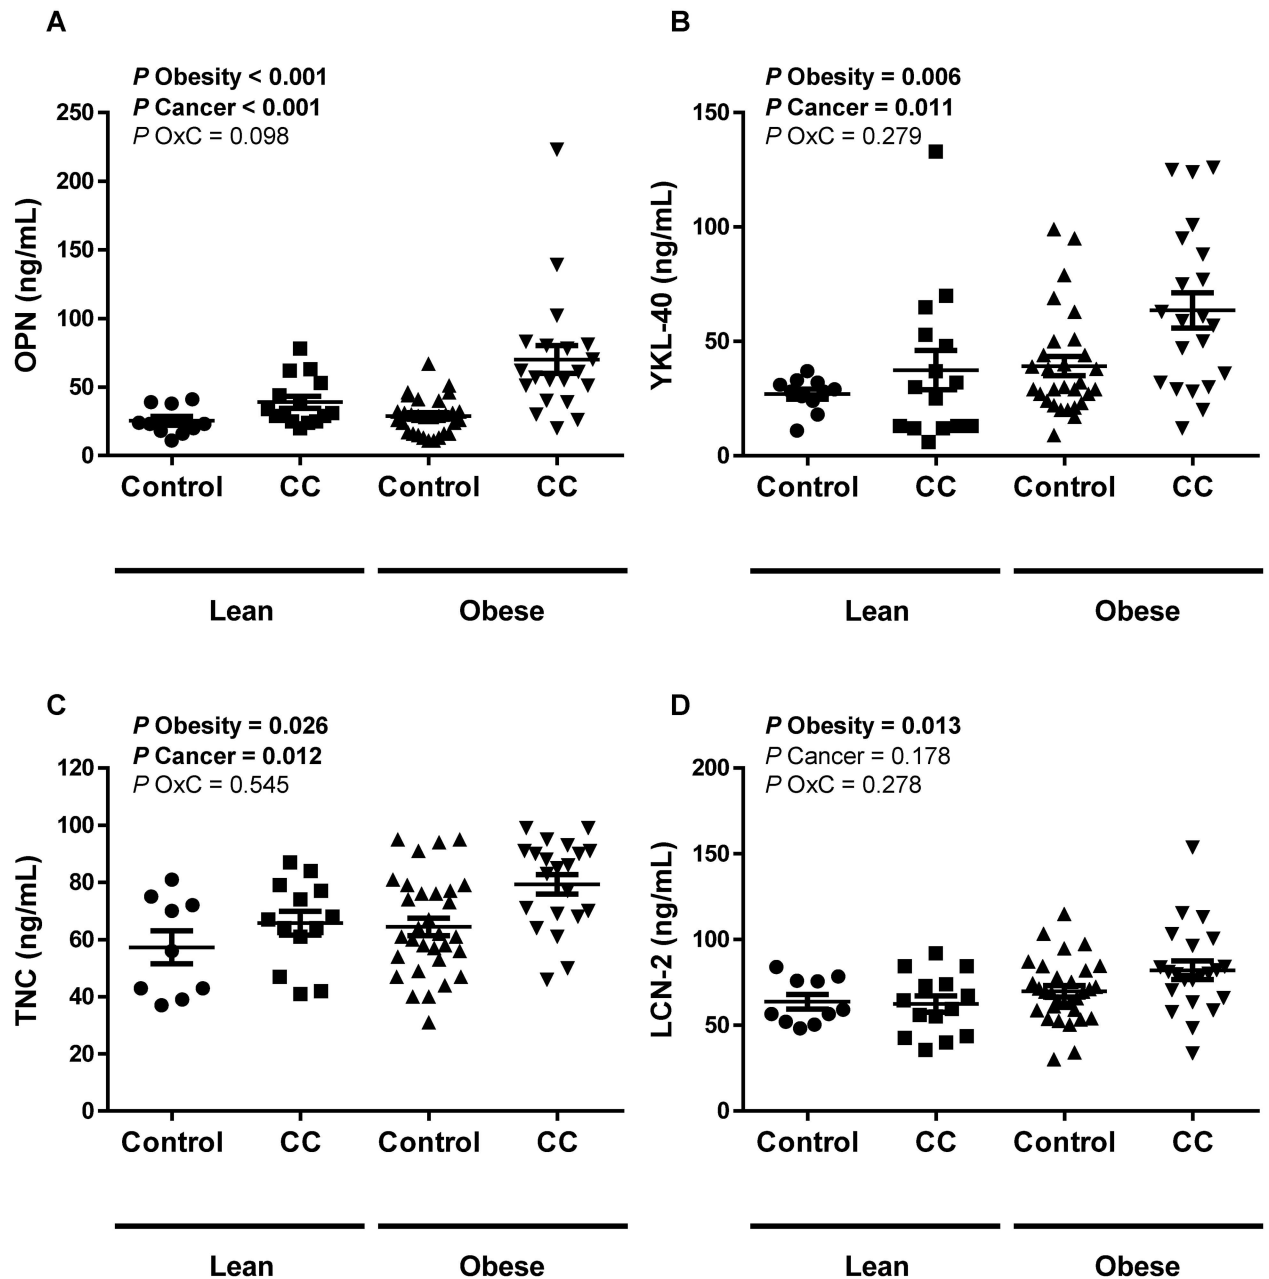 A
P Obesity < 0.001
P Cancer < 0.001
P OxC = 0.098
OPN (ng/mL)
250
200
150
100
50
0
Control CC Control CC
Lean Obese
B
P Obesity = 0.006
P Cancer = 0.011
P OxC = 0.279
YKL-40 (ng/mL)
150
100
50
0
Control CC Control CC
Lean Obese
C
P Obesity = 0.026
P Cancer = 0.012
P OxC = 0.545
TNC (ng/mL)
120
100
80
60
40
20
0
Control CC Control CC
Lean Obese
D
P Obesity = 0.013
P Cancer = 0.178
P OxC = 0.278
LCN-2 (ng/mL)
200
150
100
50
0
Control CC Control CC
Lean Obese